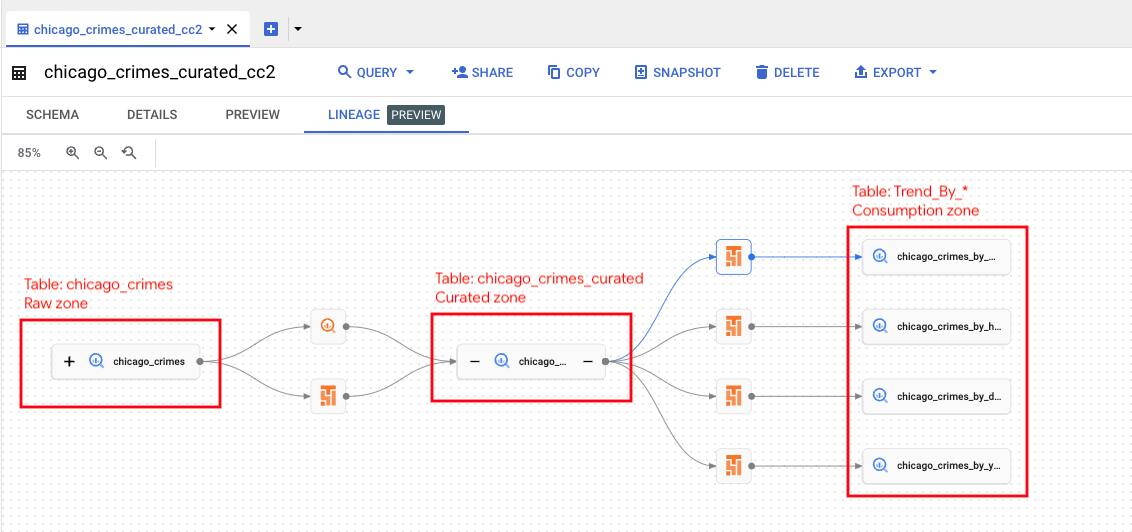 chicago_crimes_curated_cc2
chicago_crimes_curated_cc2
QUERY
SHARE
COPY
SNAPSHOT
DELETE
EXPORT
SCHEMA
DETAILS
PREVIEW
LINEAGE
PREVIEW
85%
Table: Trend_By_*
Consumption zone
Table: chicago_crimes
Raw zone
Table: chicago_crimes_curated
Curated zone
chicago_crimes
chicago_...
chicago_crimes_by_...
chicago_crimes_by_h...
chicago_crimes_by_d...
chicago_crimes_by_y...